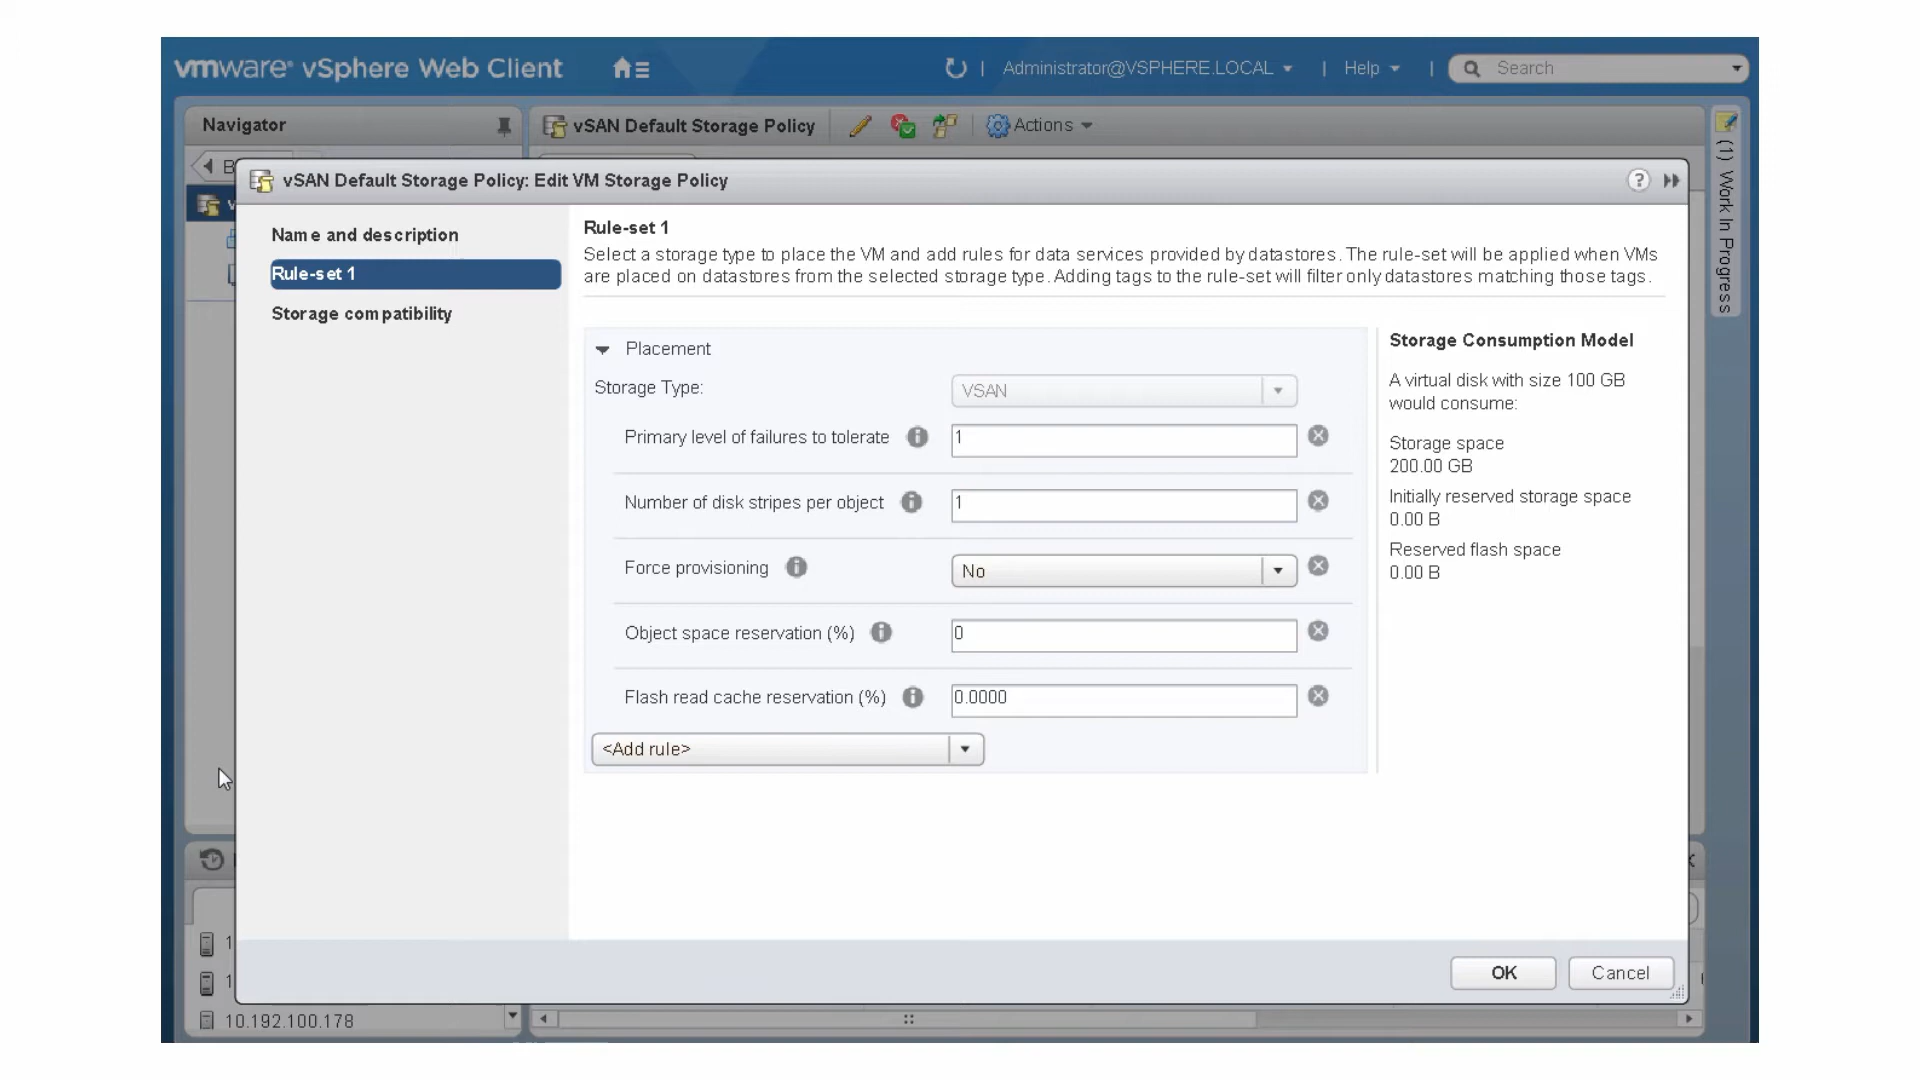 vmware® vSphere Web Client
Administrator@VSPHERE.LOCAL
Help
Search
Navigator
vSAN Default Storage Policy
Actions
(1) Work In Progress
vSAN Default Storage Policy: Edit VM Storage Policy
Name and description
Rule-set 1
Storage compatibility
Rule-set 1
Select a storage type to place the VM and add rules for data services provided by datastores. The rule-set will be applied when VMs
are placed on datastores from the selected storage type. Adding tags to the rule-set will filter only datastores matching those tags.
Placement
Storage Type:
VSAN
Primary level of failures to tolerate
1
Number of disk stripes per object
1
Force provisioning
No
Object space reservation (%)
0
Flash read cache reservation (%)
0.0000
<Add rule>
Storage Consumption Model
A virtual disk with size 100 GB
would consume:
Storage space
200.00 GB
Initially reserved storage space
0.00 B
Reserved flash space
0.00 B
OK
Cancel
10.192.100.178